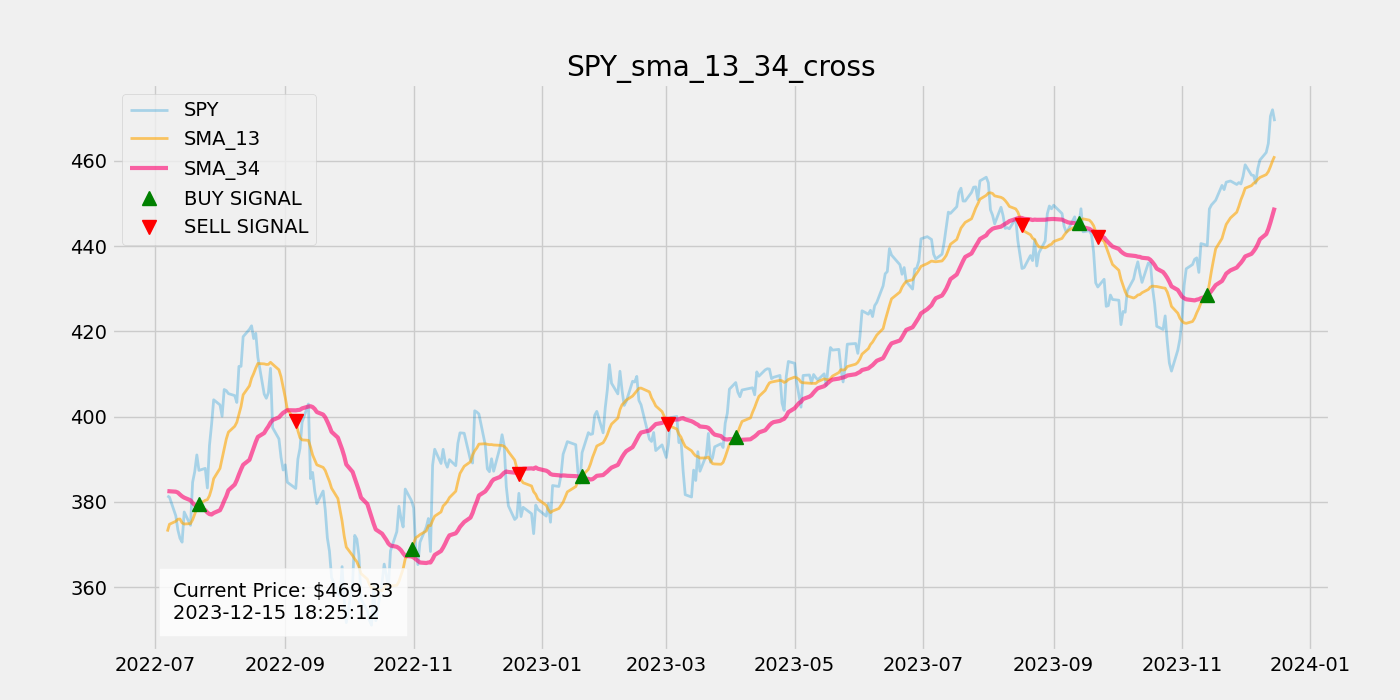 SPY_sma_13_34_cross
SPY
SMA_13
SMA_34
BUY SIGNAL
SELL SIGNAL
460
440
420
400
380
360
Current Price: $469.33
2023-12-15 18:25:12
2022-07 2022-09 2022-11 2023-01 2023-03 2023-05 2023-07 2023-09 2023-11 2024-01